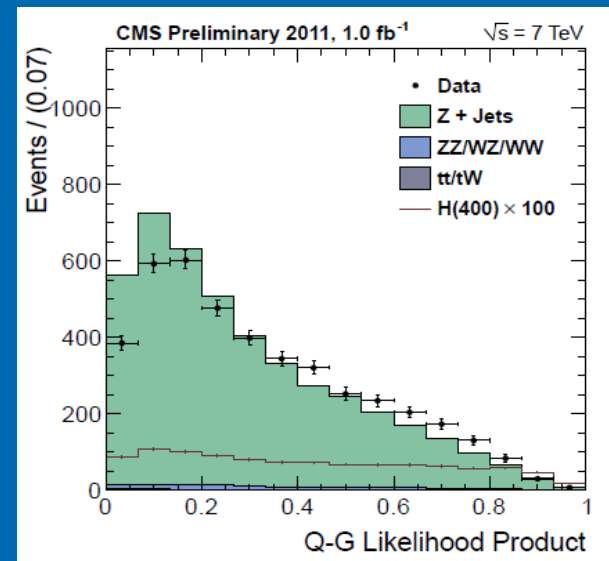 CMS Preliminary 2011, 1.0 fb⁻¹ √s = 7 TeV
Events / (0.07)
1000
800
600
400
200
0
Data
Z + Jets
ZZ/WZ/WW
tt/tW
H(400) × 100
0 0.2 0.4 0.6 0.8 1
Q-G Likelihood Product